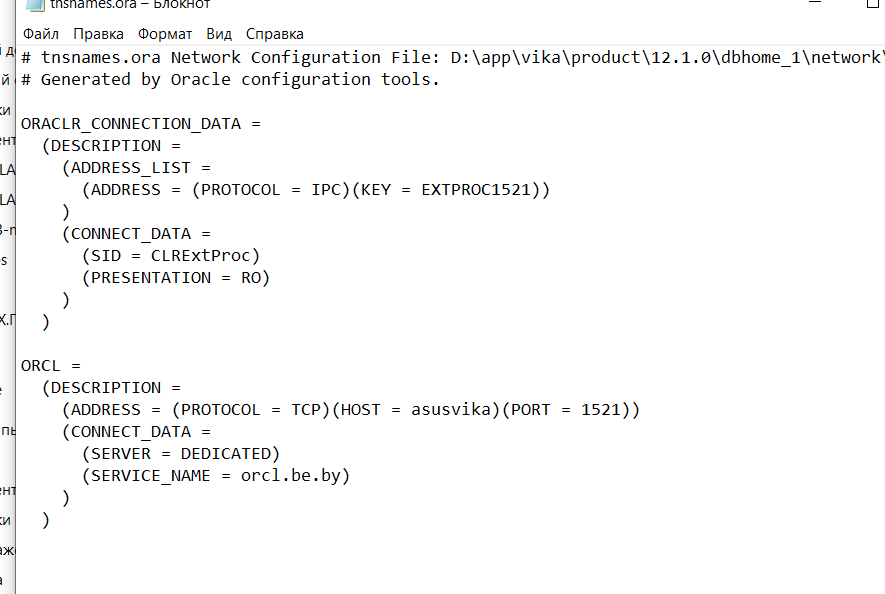 tnsnames.ora – Блокнот
Файл Правка Формат Вид Справка
# tnsnames.ora Network Configuration File: D:\app\vika\product\12.1.0\dbhome_1\network\
# Generated by Oracle configuration tools.
ORACLR_CONNECTION_DATA =
(DESCRIPTION =
(ADDRESS_LIST =
(ADDRESS = (PROTOCOL = IPC)(KEY = EXTPROC1521))
)
(CONNECT_DATA =
(SID = CLRExtProc)
(PRESENTATION = RO)
)
)
ORCL =
(DESCRIPTION =
(ADDRESS = (PROTOCOL = TCP)(HOST = asusvika)(PORT = 1521))
(CONNECT_DATA =
(SERVER = DEDICATED)
(SERVICE_NAME = orcl.be.by)
)
)